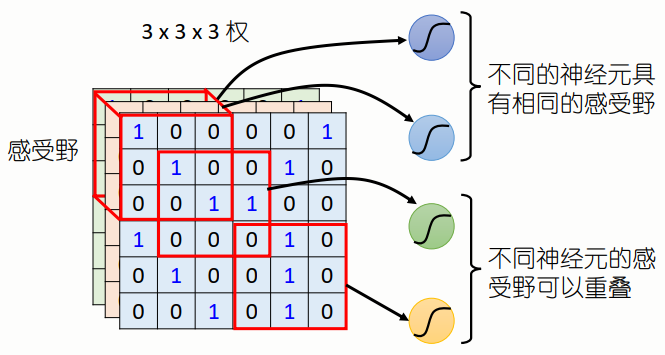 3 x 3 x 3 权
不同的神经元具
有相同的感受野
感受野
1 0 0 0 0 1
0 1 0 0 1 0
0 0 1 1 0 0
1 0 0 0 1 0
0 1 0 0 1 0
0 0 1 0 1 0
不同神经元的感
受野可以重叠